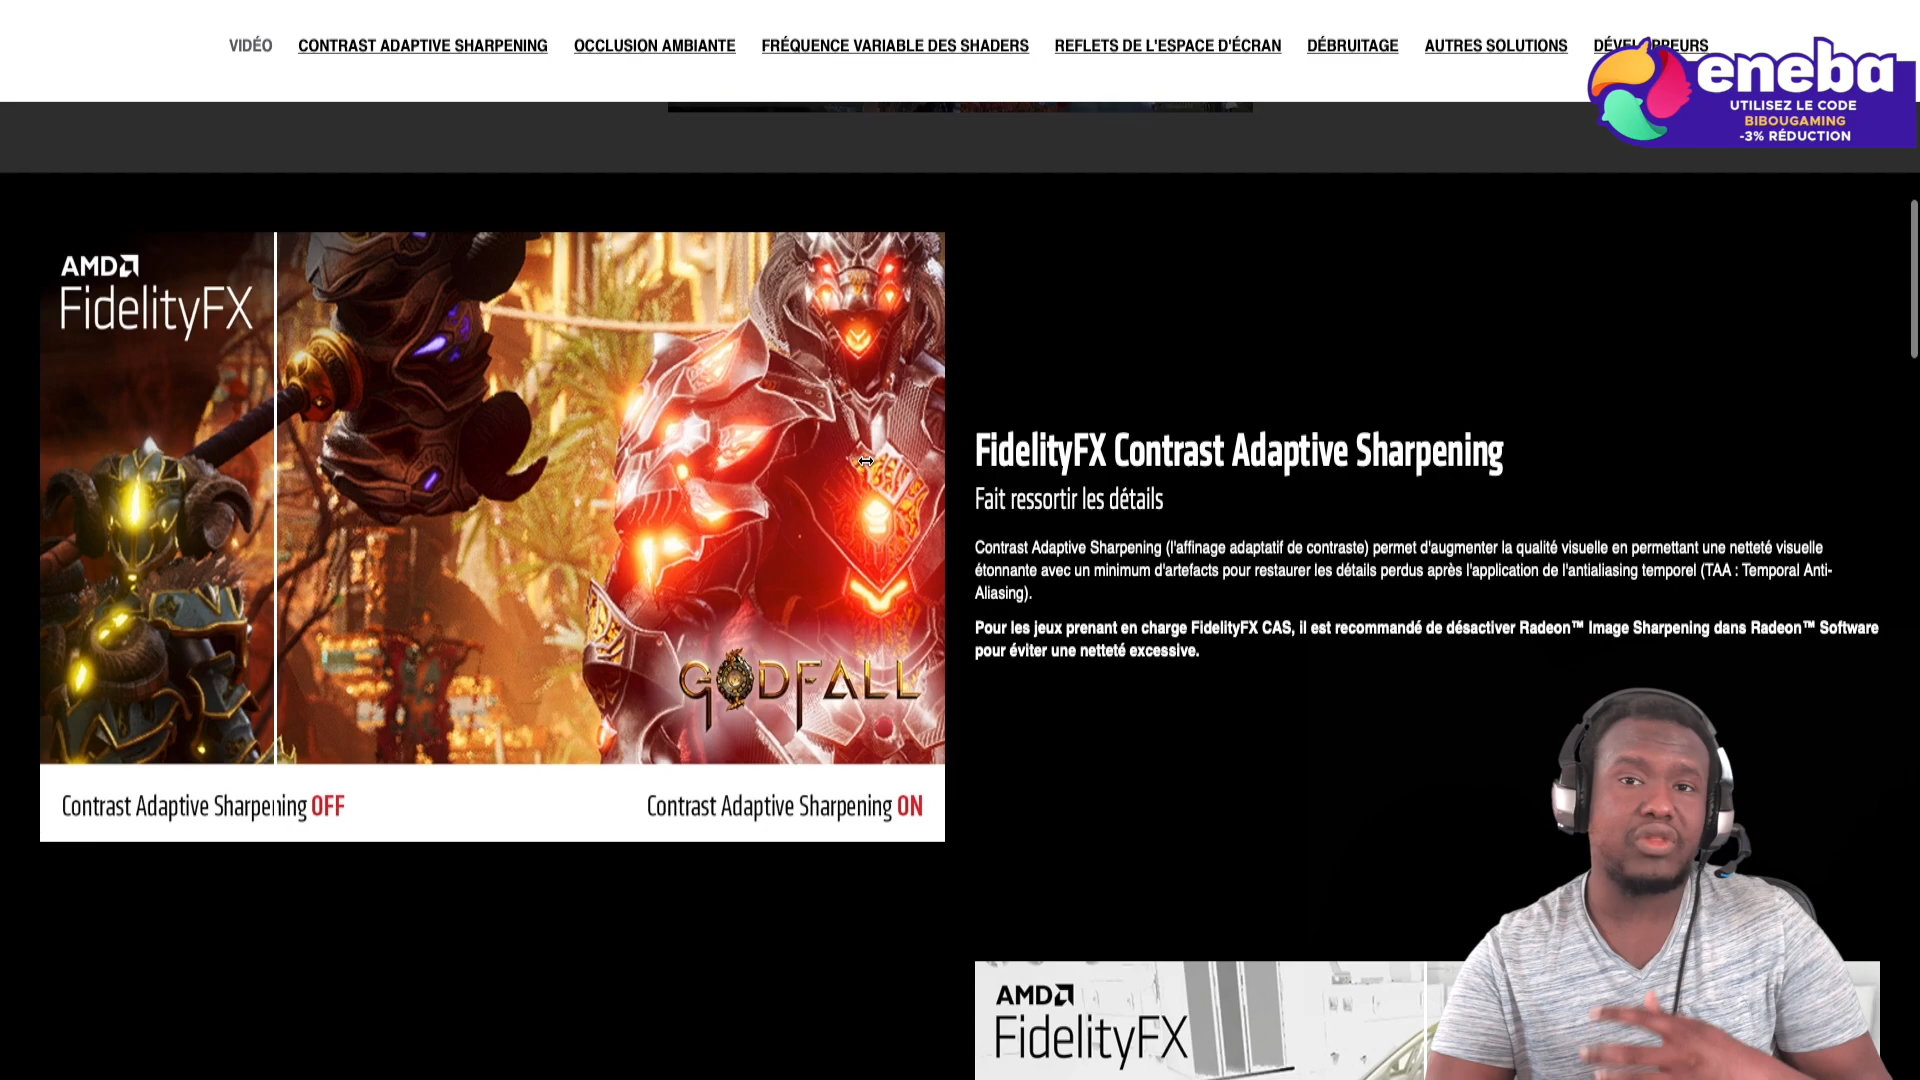 VIDÉO CONTRAST ADAPTIVE SHARPENING OCCLUSION AMBIANTE FRÉQUENCE VARIABLE DES SHADERS REFLETS DE L'ESPACE D'ÉCRAN DÉBRUITAGE AUTRES SOLUTIONS DÉVELOPPEURS
eneba
UTILISEZ LE CODE
BIBOUGAMING
-3% RÉDUCTION
AMD
FidelityFX
GODFALL
Contrast Adaptive Sharpening OFF
Contrast Adaptive Sharpening ON
FidelityFX Contrast Adaptive Sharpening
Fait ressortir les détails
Contrast Adaptive Sharpening (l'affinage adaptatif de contraste) permet d'augmenter la qualité visuelle en permettant une netteté visuelle
étonnante avec un minimum d'artefacts pour restaurer les détails perdus après l'application de l'antialiasing temporel (TAA : Temporal Anti-
Aliasing).
Pour les jeux prenant en charge FidelityFX CAS, il est recommandé de désactiver Radeon™ Image Sharpening dans Radeon™ Software
pour éviter une netteté excessive.
AMD
FidelityFX